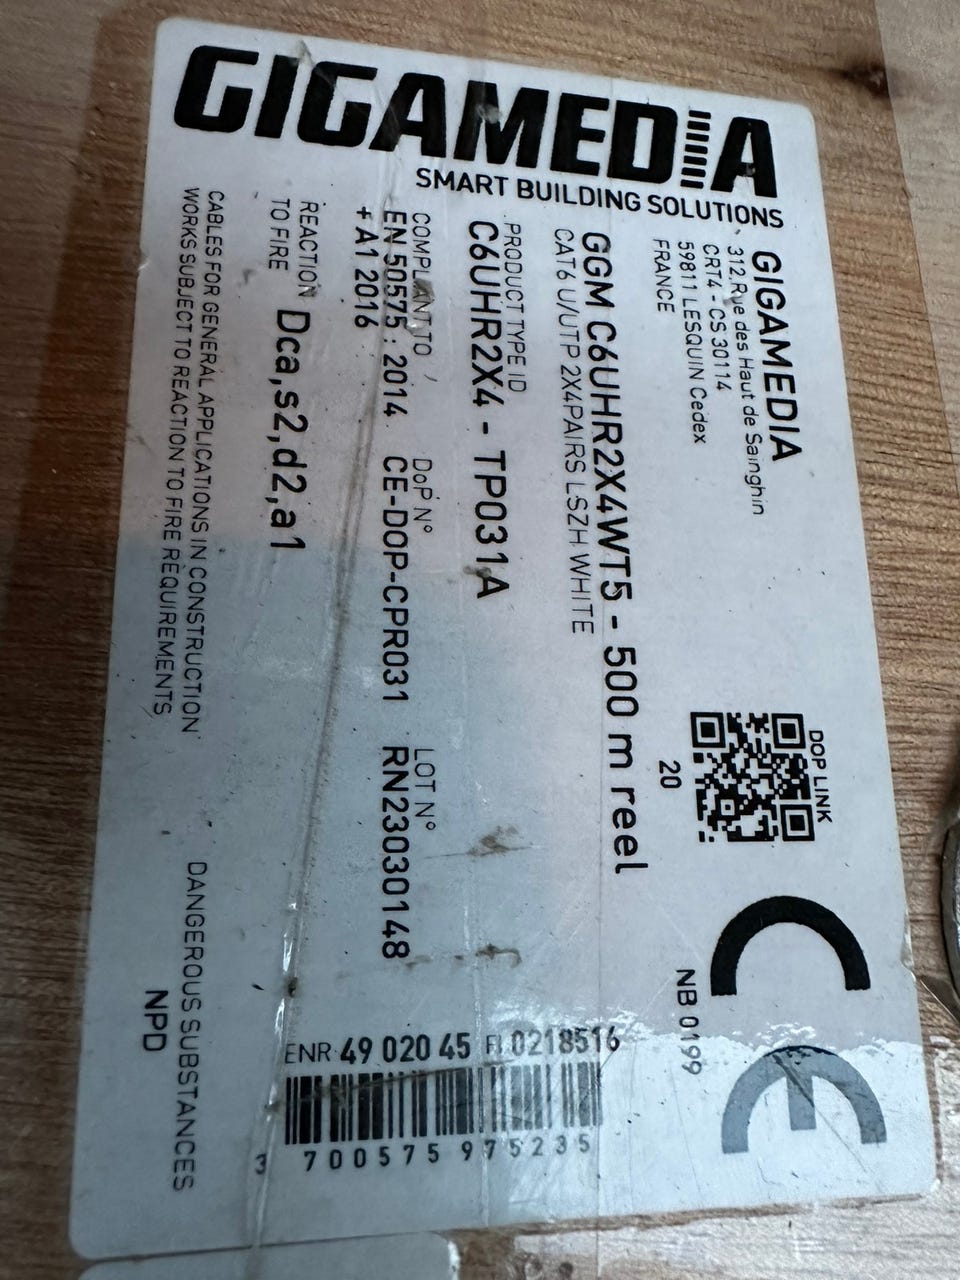 GIGAMEDIA
SMART BUILDING SOLUTIONS
GIGAMEDIA
312, Rue des Haut de Sainghin
CRT4 - CS 30114
59811 LESQUIN Cedex
FRANCE
DOP LINK
20
NB 0199
CE
GGM C6UHR2X4WT5 - 500 m reel
CAT6 U/UTP 2X4PAIRS LSZH WHITE
PRODUCT TYPE ID
C6UHR2X4 - TP031A
COMPLIANT TO
EN 50575 : 2014
+ A1 2016
DoP N°
CE-DOP-CPR031
LOT N°
RN23030148
REACTION
TO FIRE
Dca,s2,d2,a1
CABLES FOR GENERAL APPLICATIONS IN CONSTRUCTION
WORKS SUBJECT TO REACTION TO FIRE REQUIREMENTS
DANGEROUS SUBSTANCES
NPD
ENR 49 020 45 FI 0218516
3 700575 975235